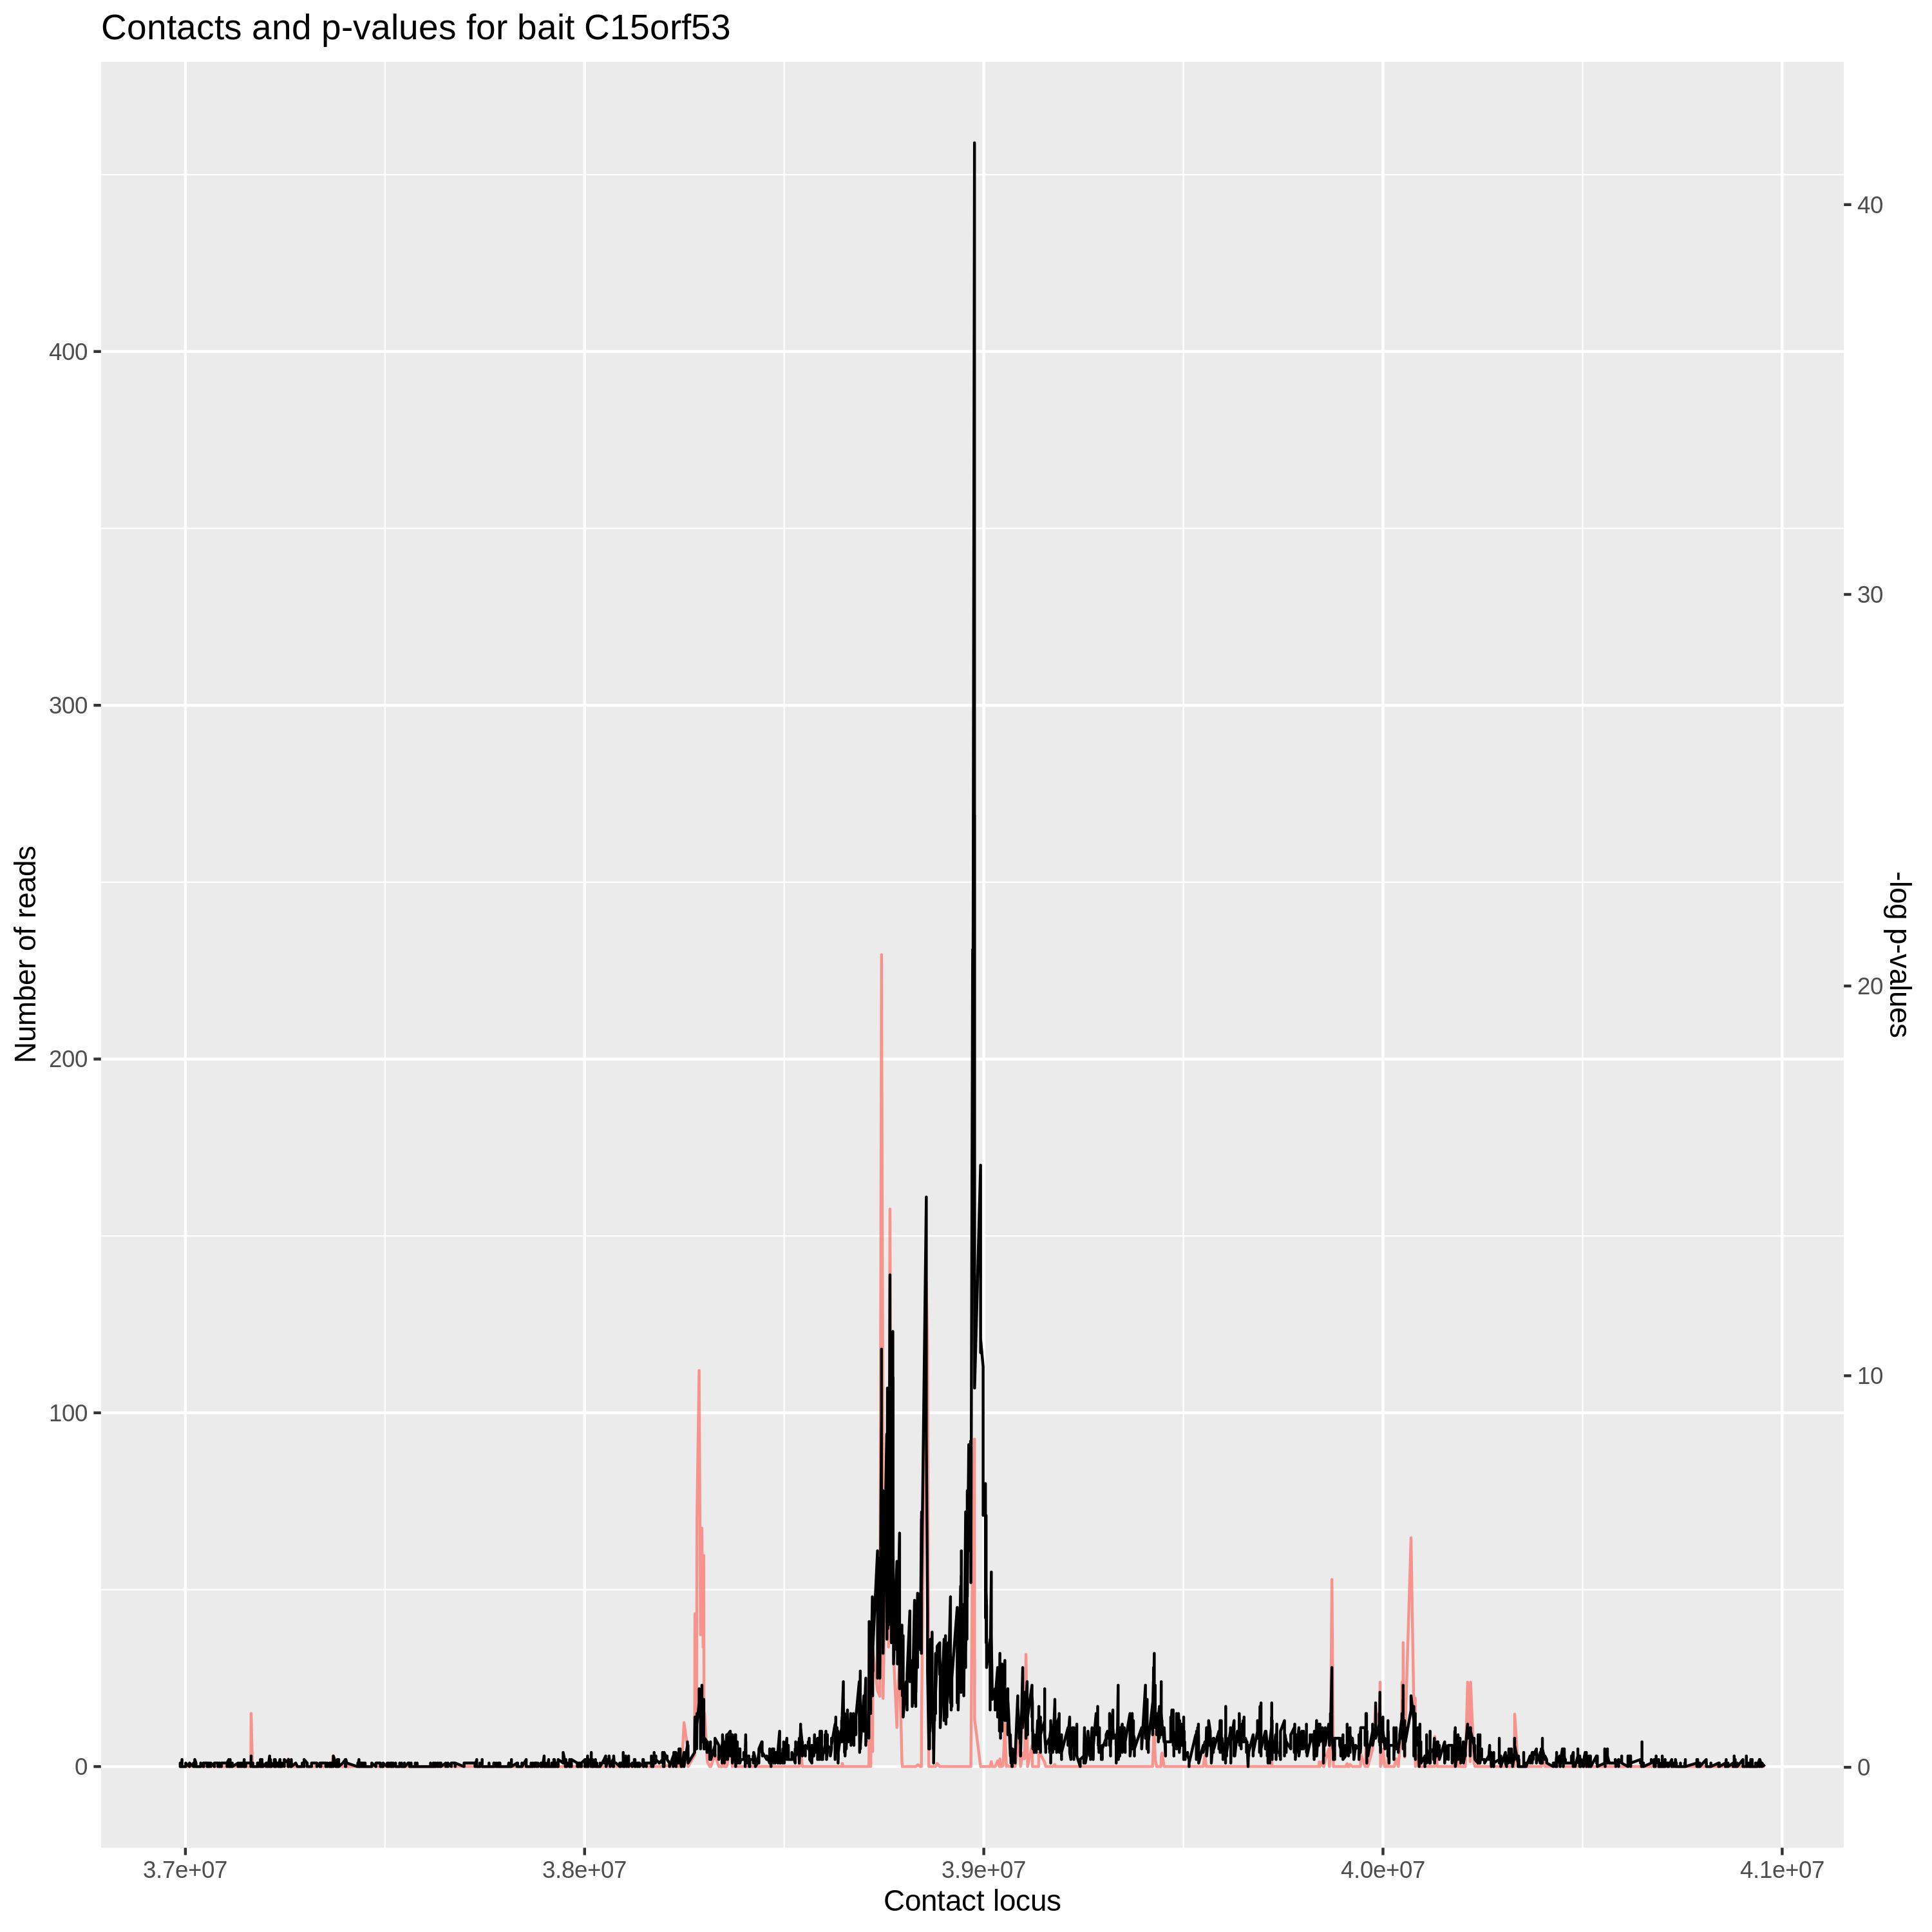 Contacts and p-values for bait C15orf53
Number of reads
400
300
200
100
0
40
30
20
10
0
-log p-values
3.7e+07 3.8e+07 3.9e+07 4.0e+07 4.1e+07
Contact locus